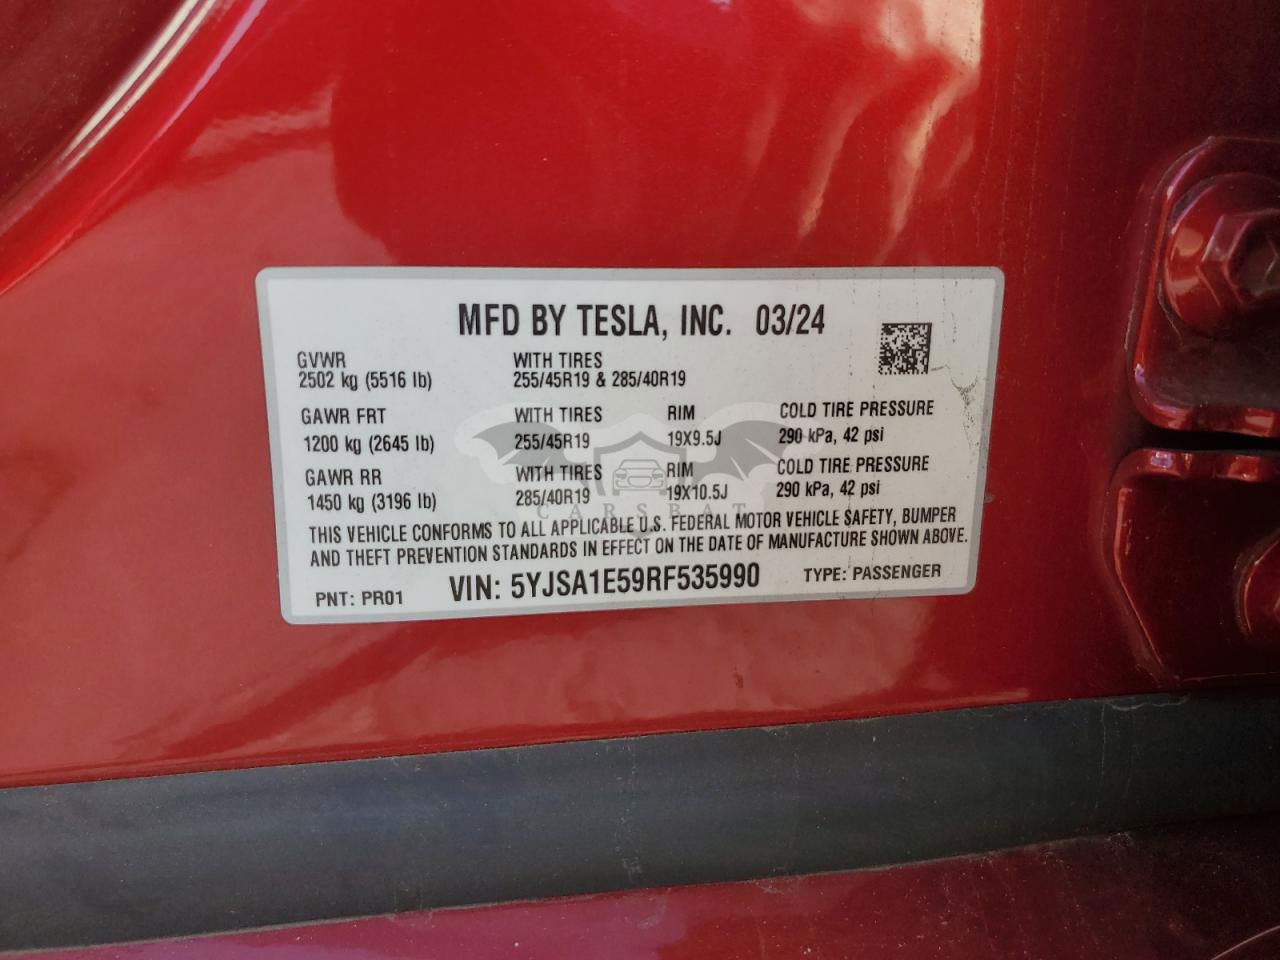 MFD BY TESLA, INC. 03/24
GVWR WITH TIRES
2502 kg (5516 lb) 255/45R19 & 285/40R19
GAWR FRT WITH TIRES RIM COLD TIRE PRESSURE
1200 kg (2645 lb) 255/45R19 19X9.5J 290 kPa, 42 psi
GAWR RR WITH TIRES RIM COLD TIRE PRESSURE
1450 kg (3196 lb) 285/40R19 19X10.5J 290 kPa, 42 psi
CARSBAT
THIS VEHICLE CONFORMS TO ALL APPLICABLE U.S. FEDERAL MOTOR VEHICLE SAFETY, BUMPER
AND THEFT PREVENTION STANDARDS IN EFFECT ON THE DATE OF MANUFACTURE SHOWN ABOVE.
PNT: PR01 VIN: 5YJSA1E59RF535990 TYPE: PASSENGER